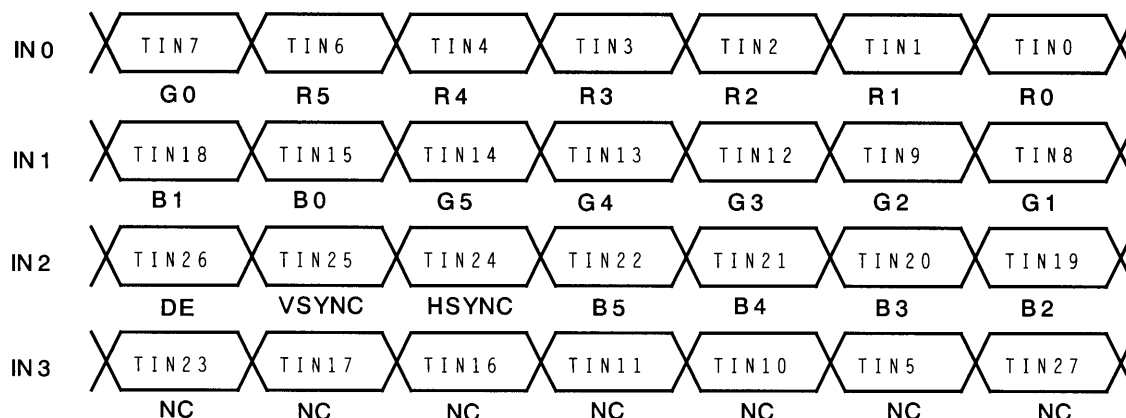 IN0 TIN7 TIN6 TIN4 TIN3 TIN2 TIN1 TIN0
G0 R5 R4 R3 R2 R1 R0
IN1 TIN18 TIN15 TIN14 TIN13 TIN12 TIN9 TIN8
B1 B0 G5 G4 G3 G2 G1
IN2 TIN26 TIN25 TIN24 TIN22 TIN21 TIN20 TIN19
DE VSYNC HSYNC B5 B4 B3 B2
IN3 TIN23 TIN17 TIN16 TIN11 TIN10 TIN5 TIN27
NC NC NC NC NC NC NC